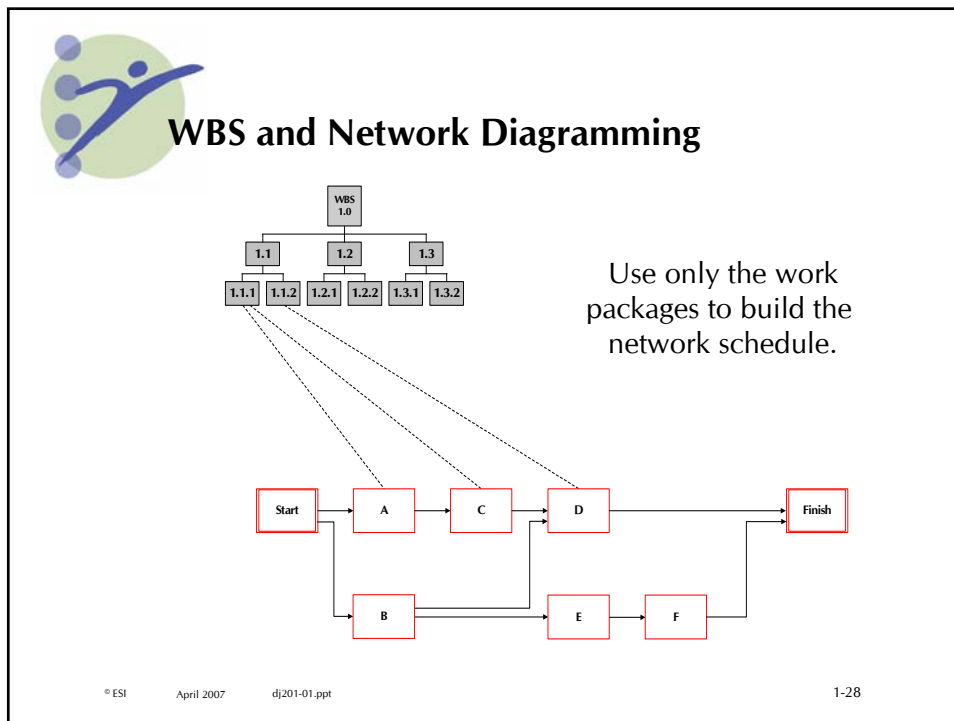 WBS and Network Diagramming
WBS
1.0
1.1 1.2 1.3
1.1.1 1.1.2 1.2.1 1.2.2 1.3.1 1.3.2
Use only the work
packages to build the
network schedule.
Start A C D Finish
B E F
© ESI April 2007 dj201-01.ppt 1-28